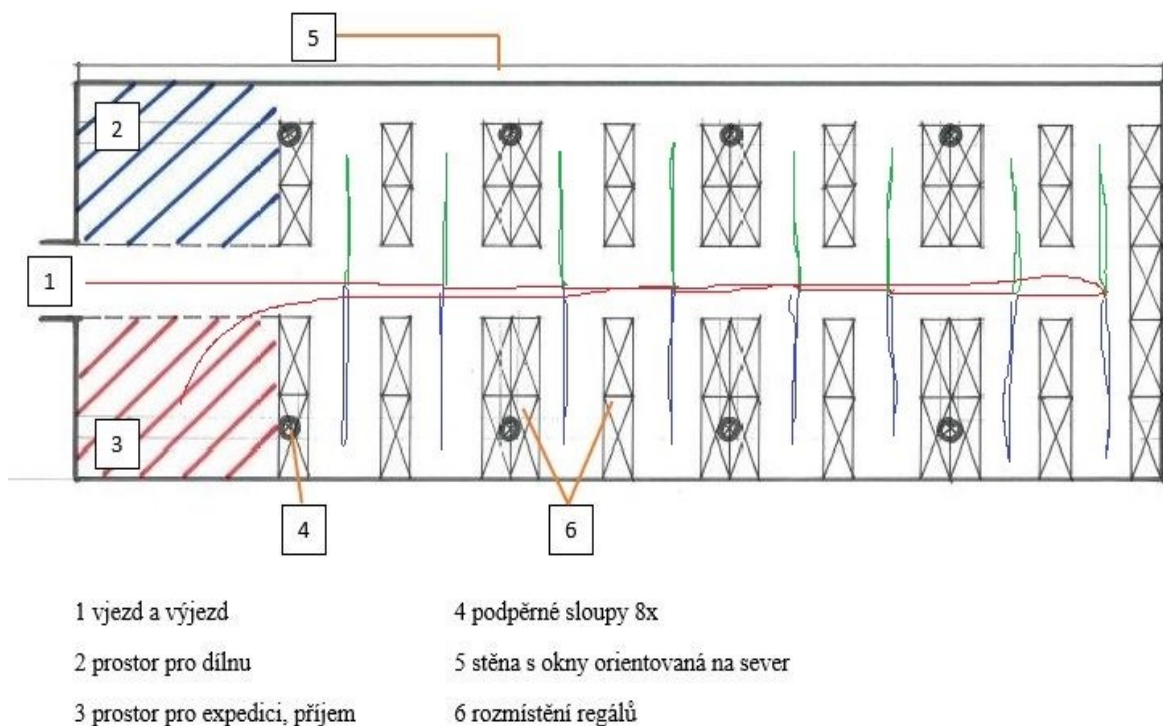 5
2
1
3
4
6
1 vjezd a výjezd
4 podpěrné sloupy 8x
2 prostor pro dílnu
5 stěna s okny orientovaná na sever
3 prostor pro expedici, příjem
6 rozmístění regálů